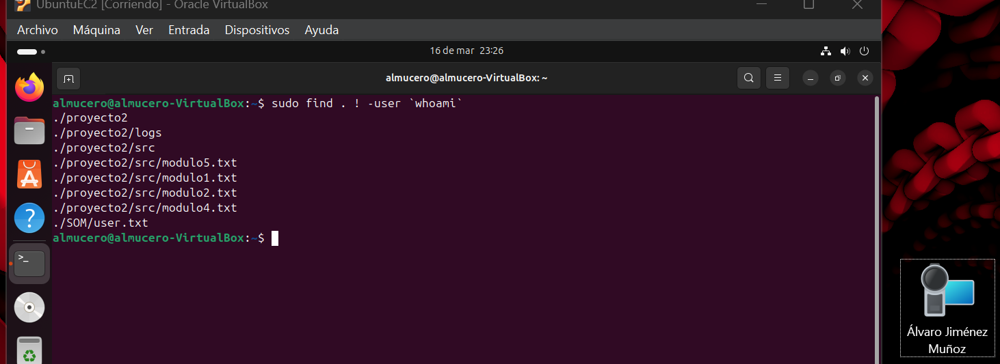 UbuntuEC2 [Corriendo] - Oracle VirtualBox
Archivo Máquina Ver Entrada Dispositivos Ayuda
16 de mar 23:26
almucero@almucero-VirtualBox: ~
almucero@almucero-VirtualBox:~$ sudo find . ! -user `whoami`
./proyecto2
./proyecto2/logs
./proyecto2/src
./proyecto2/src/modulo5.txt
./proyecto2/src/modulo1.txt
./proyecto2/src/modulo2.txt
./proyecto2/src/modulo4.txt
./SOM/user.txt
almucero@almucero-VirtualBox:~$
Álvaro Jiménez
Muñoz